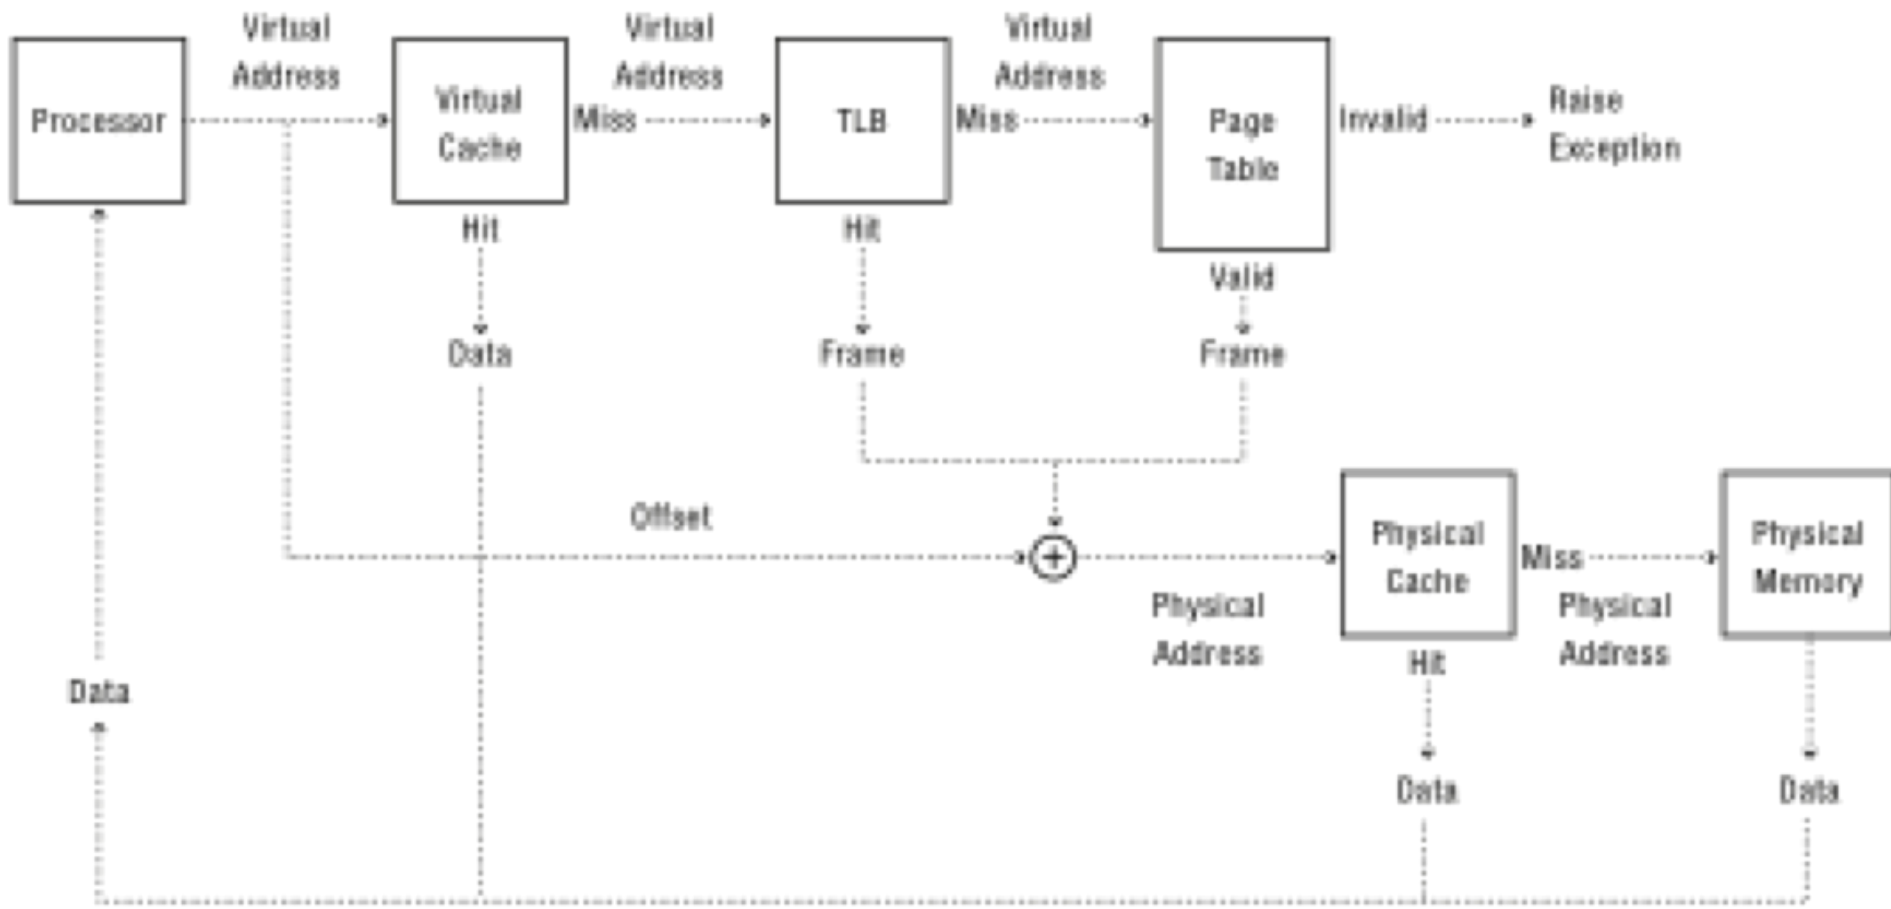 Virtual
Address
Virtual
Address
Virtual
Address
Processor
Virtual
Cache
Miss
TLB
Miss
Page
Table
Invalid
Raise
Exception
Hit
Hit
Valid
Data
Frame
Frame
Offset
+
Physical
Cache
Miss
Physical
Memory
Physical
Address
Physical
Address
Hit
Data
Data
Data